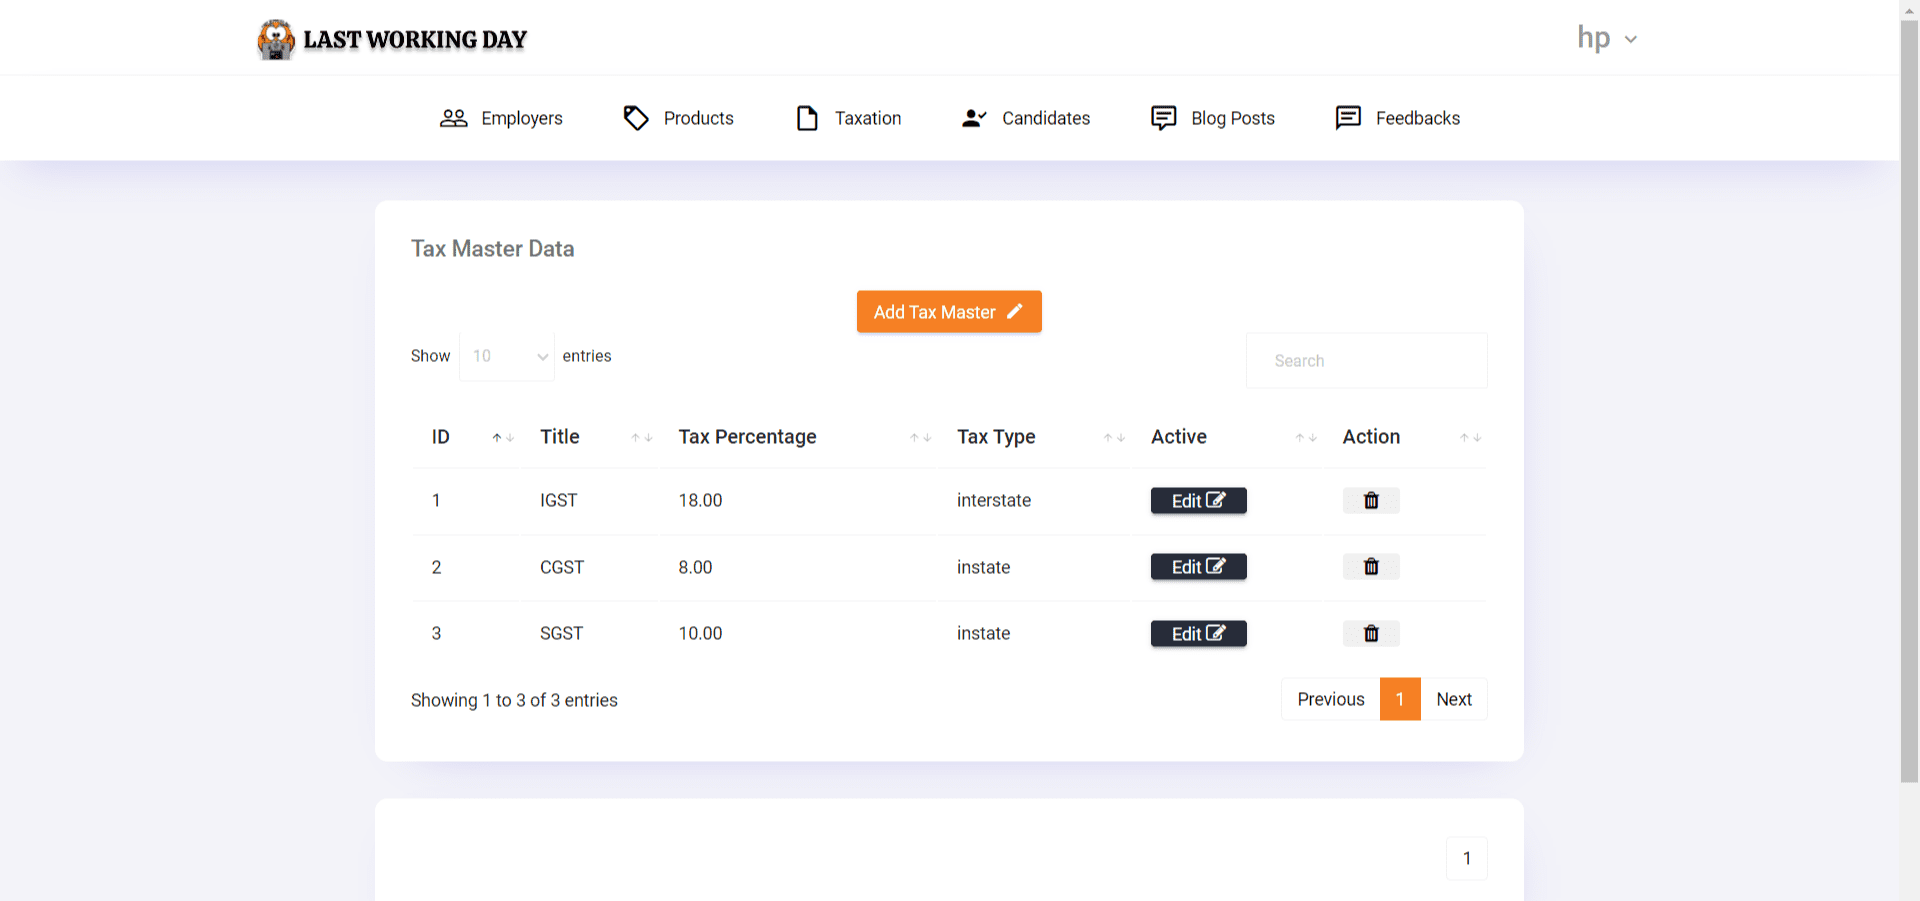 LAST WORKING DAY
hp
Employers Products Taxation Candidates Blog Posts Feedbacks
Tax Master Data
Add Tax Master
Show 10 entries
Search
ID Title Tax Percentage Tax Type Active Action
1 IGST 18.00 interstate Edit
2 CGST 8.00 instate Edit
3 SGST 10.00 instate Edit
Showing 1 to 3 of 3 entries
Previous 1 Next
1